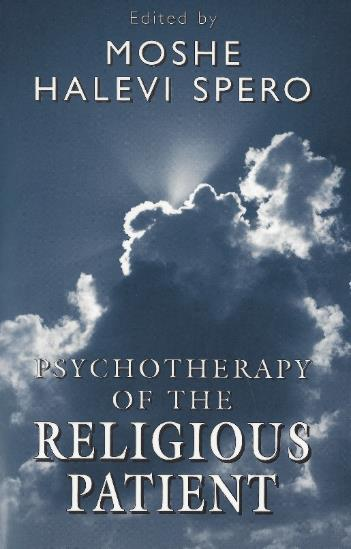 Edited by
MOSHE
HALEVI SPERO
PSYCHOTHERAPY
OF THE
RELIGIOUS
PATIENT